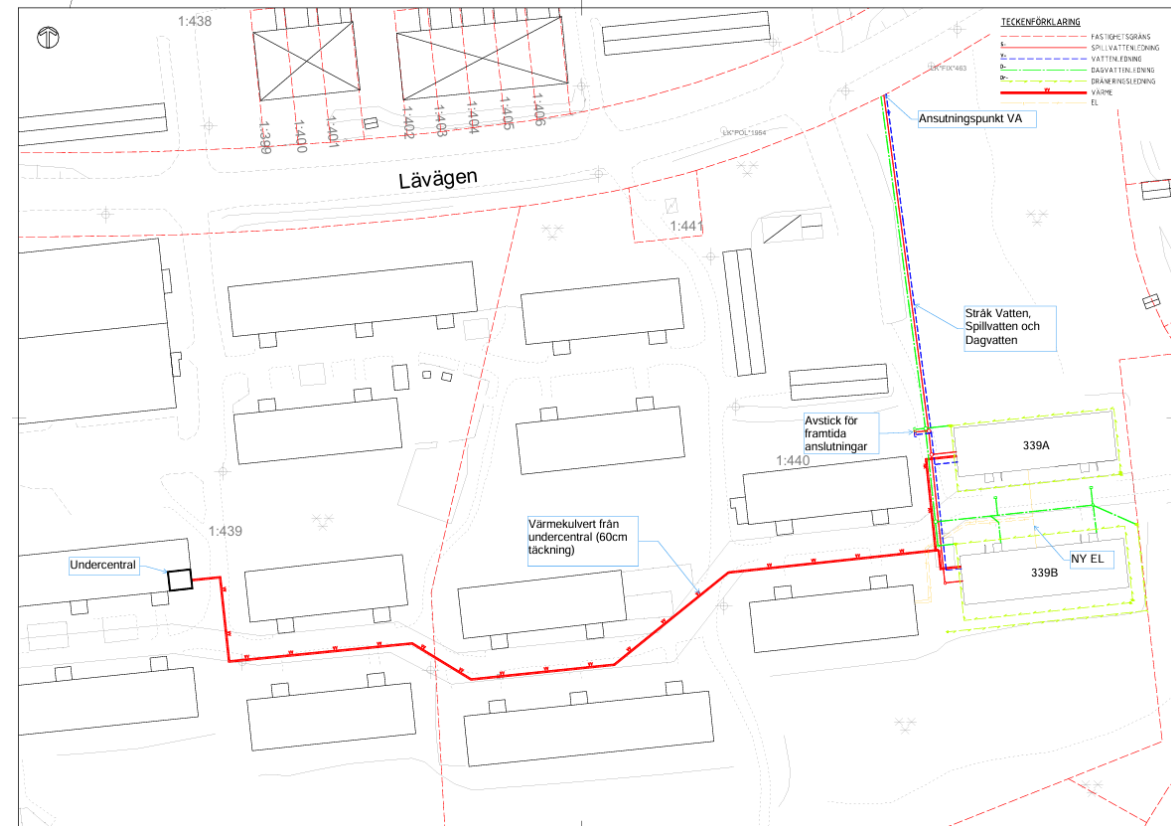 1:438
TECKENFÖRKLARING
FASTIGHETSGRÄNS
SPILLVATTENLEDNING
VATTENLEDNING
DAGVATTENLEDNING
DRÄNERINGSLEDNING
VÄRME
EL
1:399
1:400
1:401
1:402
1:403
1:404
1:405
1:406
Ansutningspunkt VA
Lävägen
1:441
Stråk Vatten,
Spillvatten och
Dagvatten
Avstick för
framtida
anslutningar
339A
1:440
1:439
Värmekulvert från
undercentral (60cm
täckning)
Undercentral
NY EL
339B